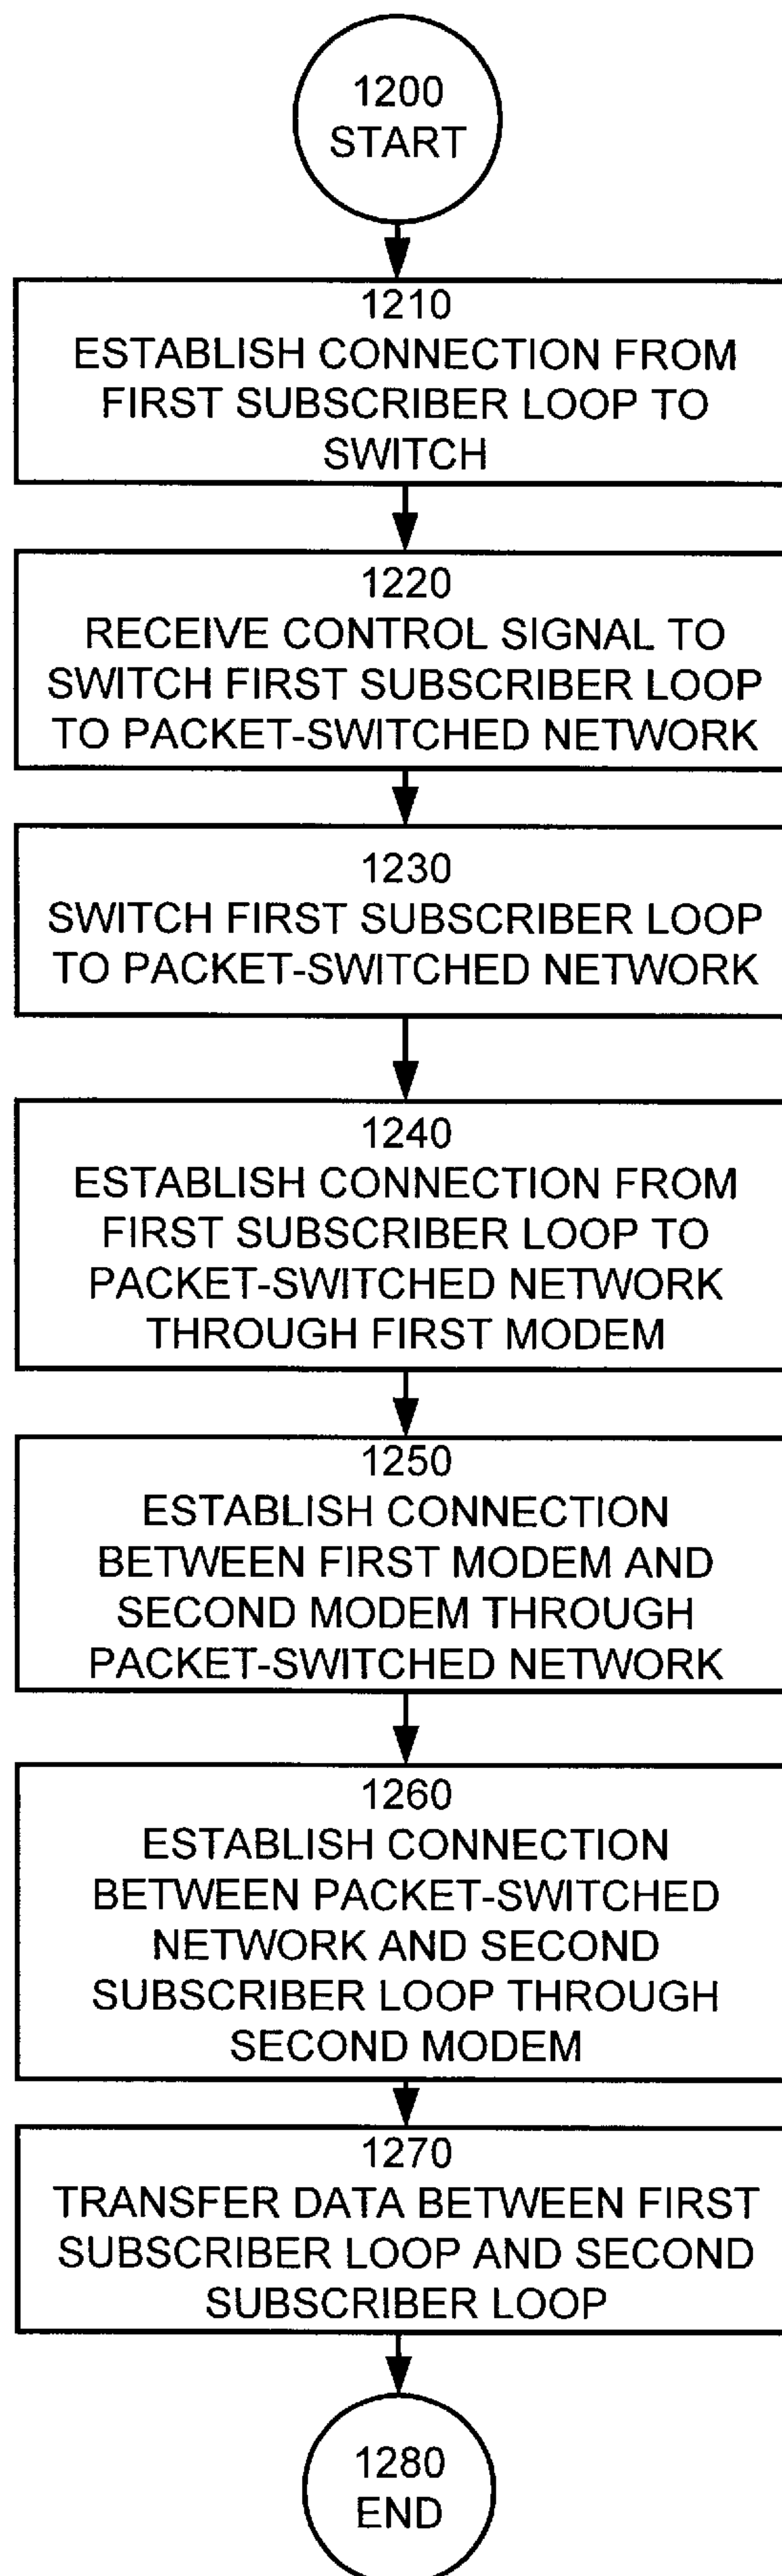 1200
START
1210
ESTABLISH CONNECTION FROM
FIRST SUBSCRIBER LOOP TO
SWITCH
1220
RECEIVE CONTROL SIGNAL TO
SWITCH FIRST SUBSCRIBER LOOP
TO PACKET-SWITCHED NETWORK
1230
SWITCH FIRST SUBSCRIBER LOOP
TO PACKET-SWITCHED NETWORK
1240
ESTABLISH CONNECTION FROM
FIRST SUBSCRIBER LOOP TO
PACKET-SWITCHED NETWORK
THROUGH FIRST MODEM
1250
ESTABLISH CONNECTION
BETWEEN FIRST MODEM AND
SECOND MODEM THROUGH
PACKET-SWITCHED NETWORK
1260
ESTABLISH CONNECTION
BETWEEN PACKET-SWITCHED
NETWORK AND SECOND
SUBSCRIBER LOOP THROUGH
SECOND MODEM
1270
TRANSFER DATA BETWEEN FIRST
SUBSCRIBER LOOP AND SECOND
SUBSCRIBER LOOP
1280
END